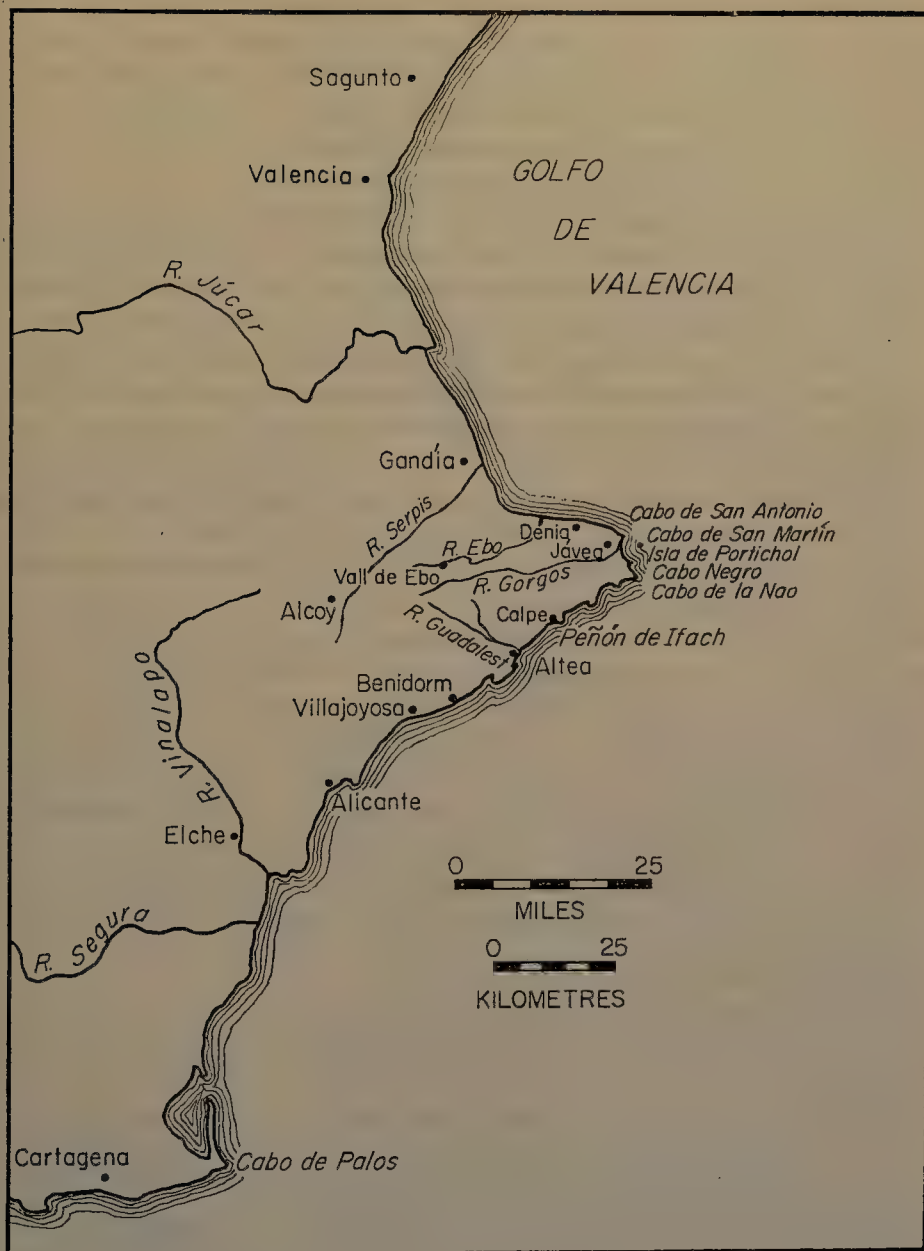 Sagunto
Valencia
GOLFO
DE
VALENCIA
R. Júcar
Gandía
R. Serpis
Cabo de San Antonio
Denia
Cabo de San Martín
Jávea
Isla de Portichol
R. Ebo
Vall de Ebo
Cabo Negro
R. Gorgos
Cabo de la Nao
Alcoy
Calpe
R. Guadalest
Peñón de Ifach
Altea
Benidorm
Villajoyosa
R. Vinalapo
Alicante
Elche
0 25
MILES
R. Segura
0 25
KILOMETRES
Cartagena
Cabo de Palos